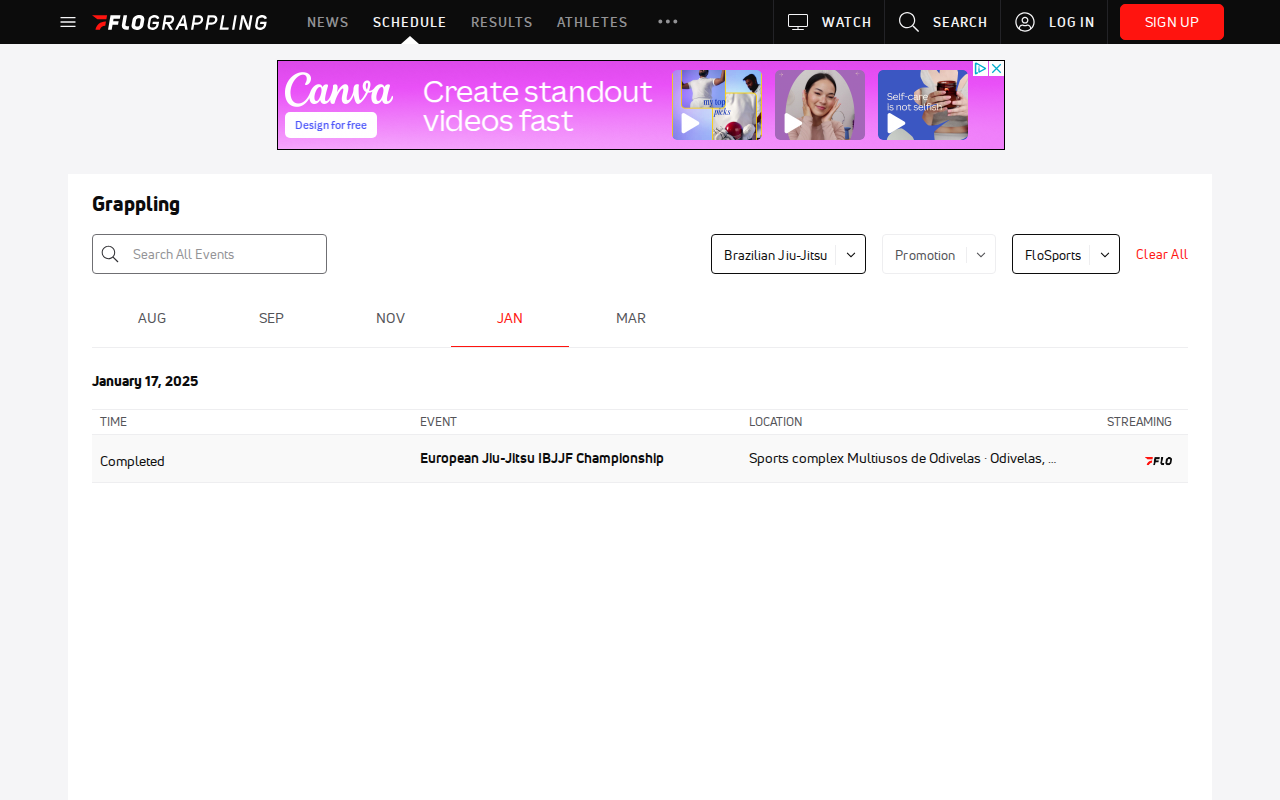 FLOGRAPPLING NEWS SCHEDULE RESULTS ATHLETES WATCH SEARCH LOG IN SIGN UP
Canva
Design for free
Create standout
videos fast
my top
picks
Self-care
is not selfish
Grappling
Search All Events
Brazilian Jiu-Jitsu
Promotion
FloSports
Clear All
AUG SEP NOV JAN MAR
January 17, 2025
TIME EVENT LOCATION STREAMING
Completed European Jiu-Jitsu IBJJF Championship Sports complex Multiusos de Odivelas · Odivelas, ... FLO